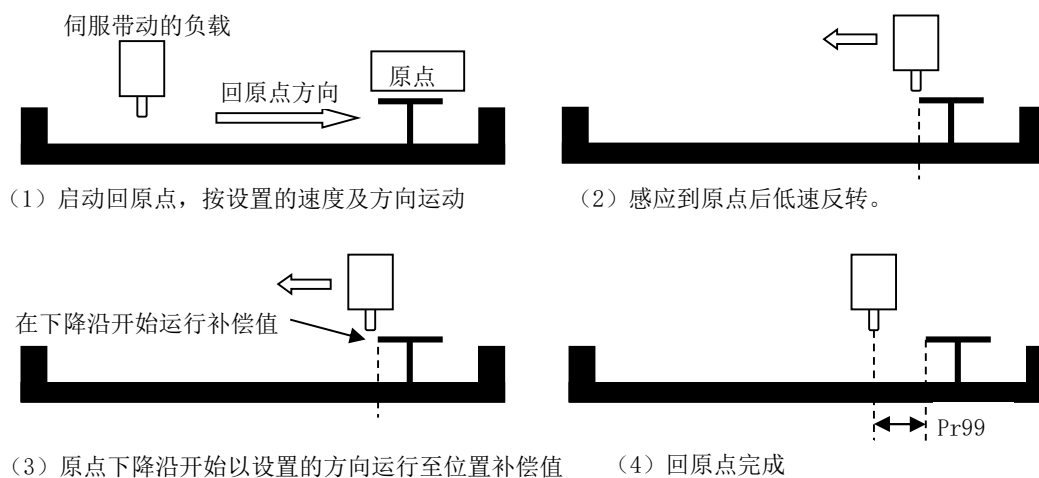 伺服带动的负载
原点
回原点方向
（1）启动回原点，按设置的速度及方向运动
（2）感应到原点后低速反转。
在下降沿开始运行补偿值
Pr99
（3）原点下降沿开始以设置的方向运行至位置补偿值
（4）回原点完成